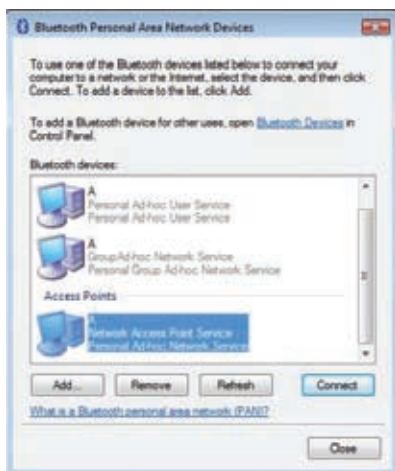 Bluetooth Personal Area Network Devices
To use one of the Bluetooth devices listed below to connect your
computer to a network or the Internet, select the device, and then click
Connect. To add a device to the list, click Add.
To add a Bluetooth device for other uses, open Bluetooth Devices in
Control Panel.
Bluetooth devices:
A
Personal Ad-hoc User Service
Personal Ad-hoc User Service
A
GroupAd-hoc Network Service
Personal Group Ad-hoc Network Service
Access Points
A
Network Access Point Service
Personal Ad-hoc Network Service
Add...
Remove
Refresh
Connect
What is a Bluetooth personal area network (PAN)?
Close